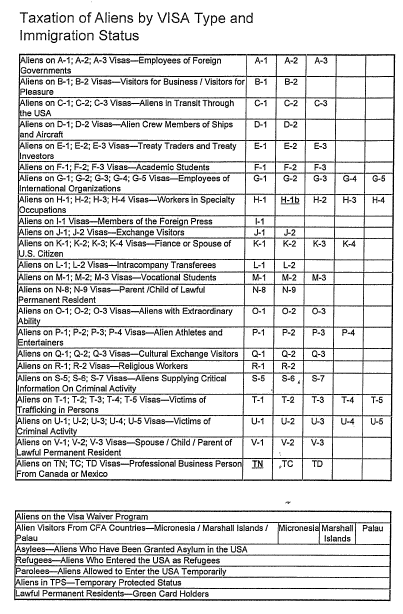 Taxation of Aliens by VISA Type and
Immigration Status
Aliens on A-1; A-2; A-3 Visas—Employees of Foreign
Governments A-1 A-2 A-3
Aliens on B-1; B-2 Visas—Visitors for Business / Visitors for
Pleasure B-1 B-2
Aliens on C-1; C-2; C-3 Visas—Aliens in Transit Through
the USA C-1 C-2 C-3
Aliens on D-1; D-2 Visas—Alien Crew Members of Ships
and Aircraft D-1 D-2
Aliens on E-1; E-2; E-3 Visas—Treaty Traders and Treaty
Investors E-1 E-2 E-3
Aliens on F-1; F-2; F-3 Visas—Academic Students F-1 F-2 F-3
Aliens on G-1; G-2; G-3; G-4; G-5 Visas—Employees of
International Organizations G-1 G-2 G-3 G-4 G-5
Aliens on H-1; H-2; H-3; H-4 Visas—Workers in Specialty
Occupations H-1 H-1b H-2 H-3 H-4
Aliens on I-1 Visas—Members of the Foreign Press I-1
Aliens on J-1; J-2 Visas—Exchange Visitors J-1 J-2
Aliens on K-1; K-2; K-3; K-4 Visas—Fiance or Spouse of
U.S. Citizen K-1 K-2 K-3 K-4
Aliens on L-1; L-2 Visas—Intracompany Transferees L-1 L-2
Aliens on M-1; M-2; M-3 Visas—Vocational Students M-1 M-2 M-3
Aliens on N-8; N-9 Visas—Parent /Child of Lawful
Permanent Resident N-8 N-9
Aliens on O-1; O-2; O-3 Visas—Aliens with Extraordinary
Ability O-1 O-2 O-3
Aliens on P-1; P-2; P-3; P-4 Visas—Alien Athletes and
Entertainers P-1 P-2 P-3 P-4
Aliens on Q-1; Q-2; Q-3 Visas—Cultural Exchange Visitors Q-1 Q-2 Q-3
Aliens on R-1; R-2 Visas—Religious Workers R-1 R-2
Aliens on S-5; S-6; S-7 Visas—Aliens Supplying Critical
Information On Criminal Activity S-5 S-6 S-7
Aliens on T-1; T-2; T-3; T-4; T-5 Visas—Victims of
Trafficking in Persons T-1 T-2 T-3 T-4 T-5
Aliens on U-1; U-2; U-3; U-4; U-5 Visas—Victims of
Criminal Activity U-1 U-2 U-3 U-4 U-5
Aliens on V-1; V-2; V-3 Visas—Spouse / Child / Parent of
Lawful Permanent Resident V-1 V-2 V-3
Aliens on TN; TC; TD Visas—Professional Business Person
From Canada or Mexico TN TC TD
Aliens on the Visa Waiver Program
Alien Visitors From CFA Countries—Micronesia / Marshall Islands /
Palau Micronesia Marshall Islands Palau
Asylees—Aliens Who Have Been Granted Asylum in the USA
Refugees—Aliens Who Entered the USA as Refugees
Parolees—Aliens Allowed to Enter the USA Temporarily
Aliens in TPS—Temporary Protected Status
Lawful Permanent Residents—Green Card Holders